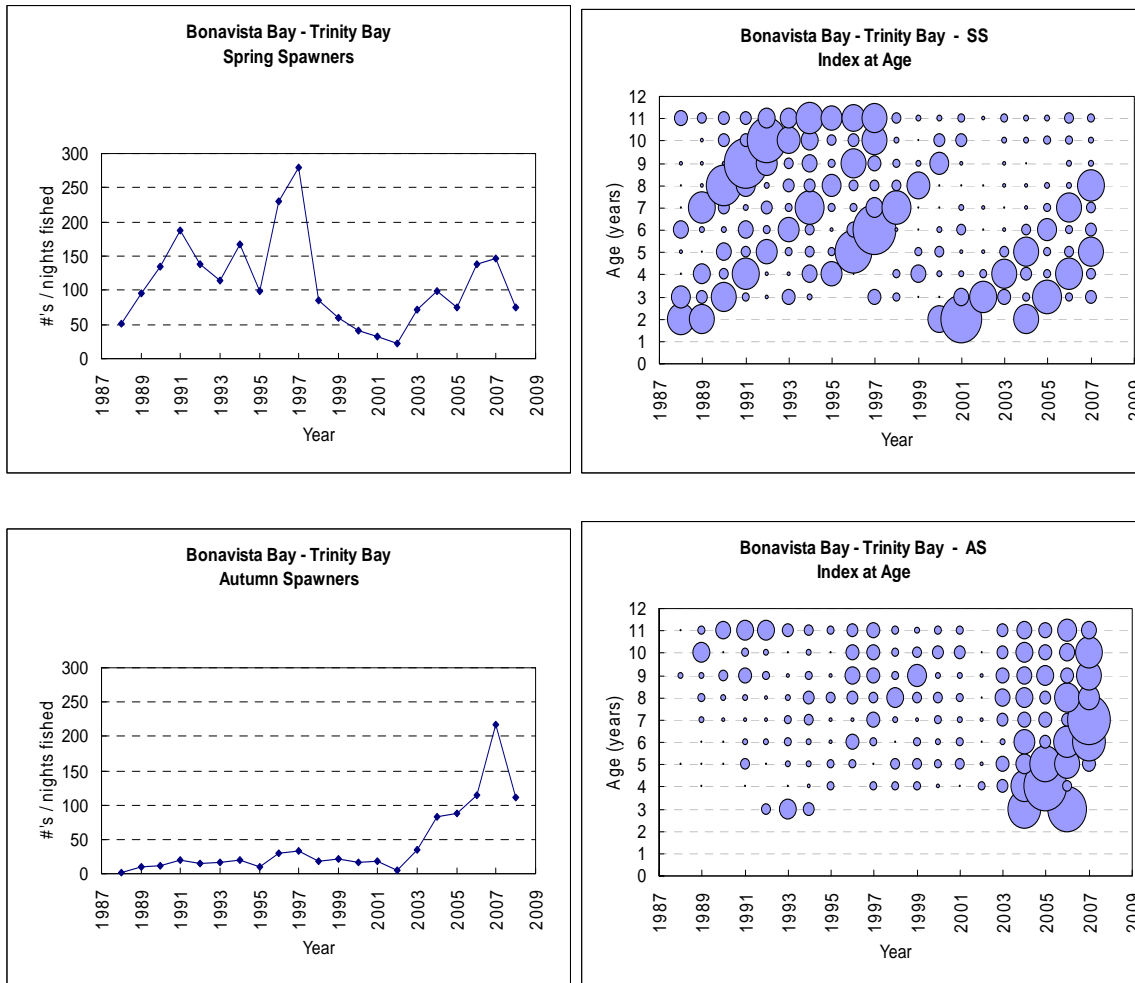 Bonavista Bay - Trinity Bay
Spring Spawners
300
250
200
150
100
50
0
#'s / nights fished
1987 1989 1991 1993 1995 1997 1999 2001 2003 2005 2007 2009
Year
Bonavista Bay - Trinity Bay - SS
Index at Age
12
11
10
9
8
7
6
5
4
3
2
1
0
Age (years)
1987 1989 1991 1993 1995 1997 1999 2001 2003 2005 2007 2009
Year
Bonavista Bay - Trinity Bay
Autumn Spawners
300
250
200
150
100
50
0
#'s / nights fished
1987 1989 1991 1993 1995 1997 1999 2001 2003 2005 2007 2009
Year
Bonavista Bay - Trinity Bay - AS
Index at Age
12
11
10
9
8
7
6
5
4
3
2
1
0
Age (years)
1987 1989 1991 1993 1995 1997 1999 2001 2003 2005 2007 2009
Year